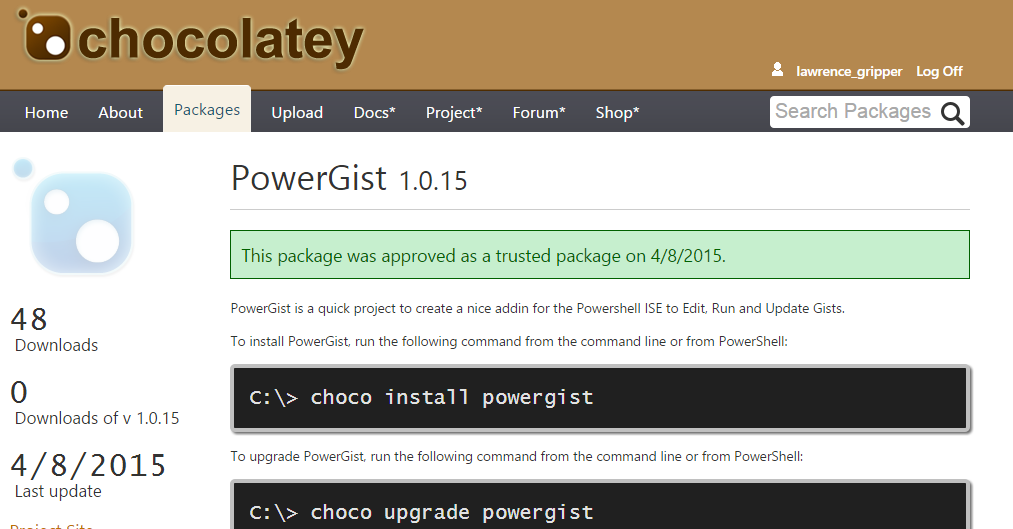 chocolatey
lawrence_gripper Log Off
Home About Packages Upload Docs* Project* Forum* Shop* Search Packages
PowerGist 1.0.15
This package was approved as a trusted package on 4/8/2015.
PowerGist is a quick project to create a nice addin for the Powershell ISE to Edit, Run and Update Gists.
To install PowerGist, run the following command from the command line or from PowerShell:
C:\> choco install powergist
To upgrade PowerGist, run the following command from the command line or from PowerShell:
C:\> choco upgrade powergist
48
Downloads
0
Downloads of v 1.0.15
4/8/2015
Last update
Project Site